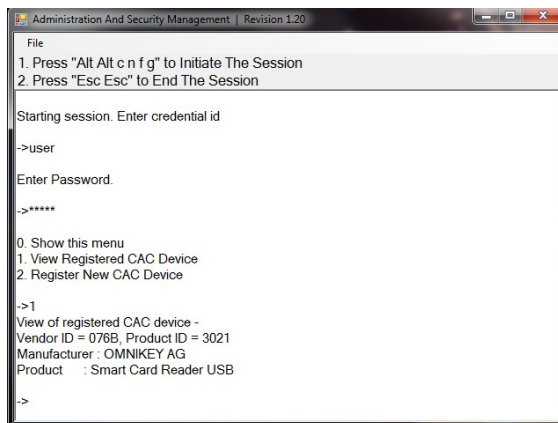 Administration And Security Management | Revision 1.20
File
1. Press "Alt Alt c n f g" to Initiate The Session
2. Press "Esc Esc" to End The Session
Starting session. Enter credential id
->user
Enter Password.
->*****
0. Show this menu
1. View Registered CAC Device
2. Register New CAC Device
->1
View of registered CAC device -
Vendor ID = 076B, Product ID = 3021
Manufacturer : OMNIKEY AG
Product : Smart Card Reader USB
->